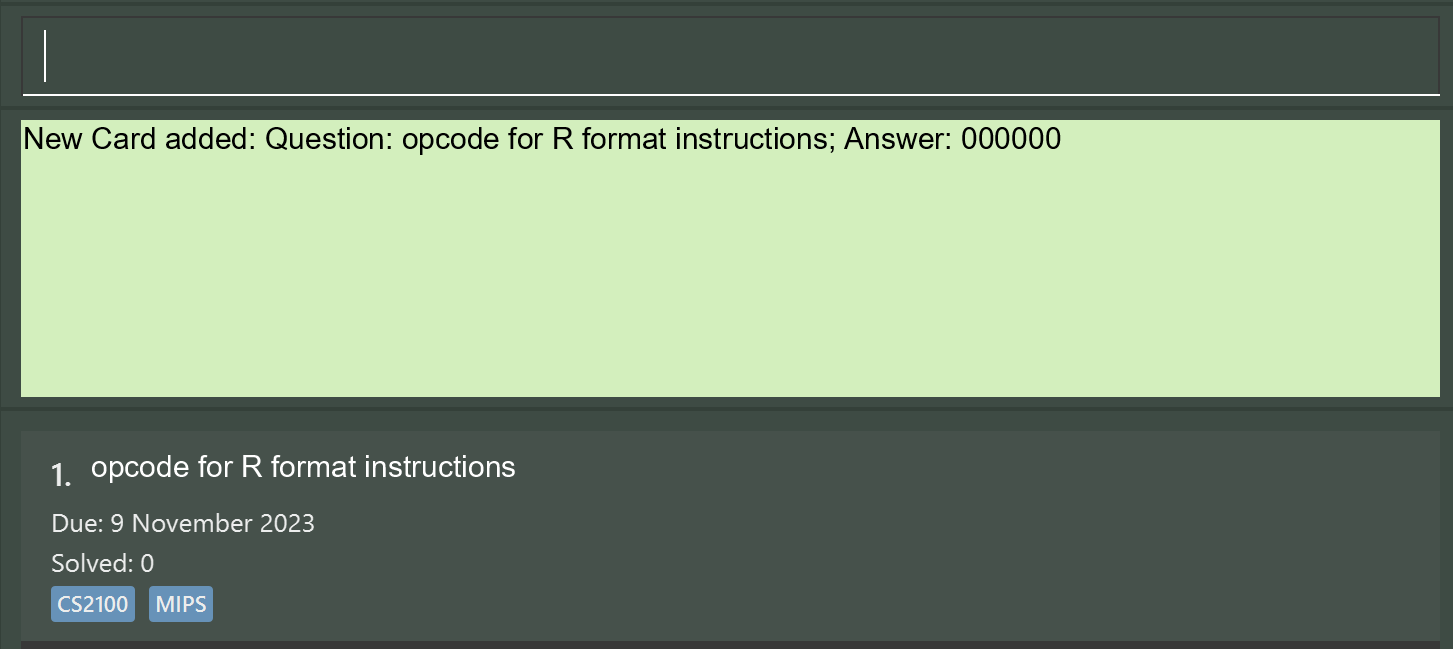 New Card added: Question: opcode for R format instructions; Answer: 000000
1. opcode for R format instructions
Due: 9 November 2023
Solved: 0
CS2100 MIPS